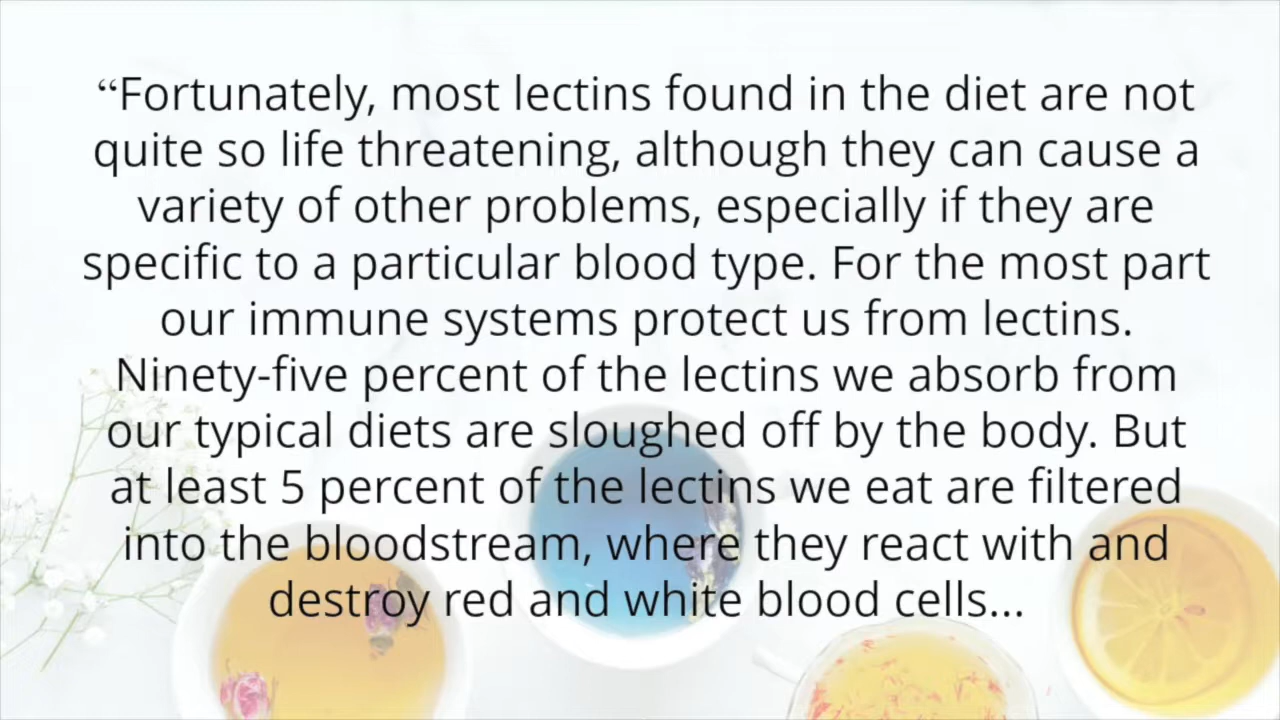 “Fortunately, most lectins found in the diet are not
quite so life threatening, although they can cause a
variety of other problems, especially if they are
specific to a particular blood type. For the most part
our immune systems protect us from lectins.
Ninety-five percent of the lectins we absorb from
our typical diets are sloughed off by the body. But
at least 5 percent of the lectins we eat are filtered
into the bloodstream, where they react with and
destroy red and white blood cells...